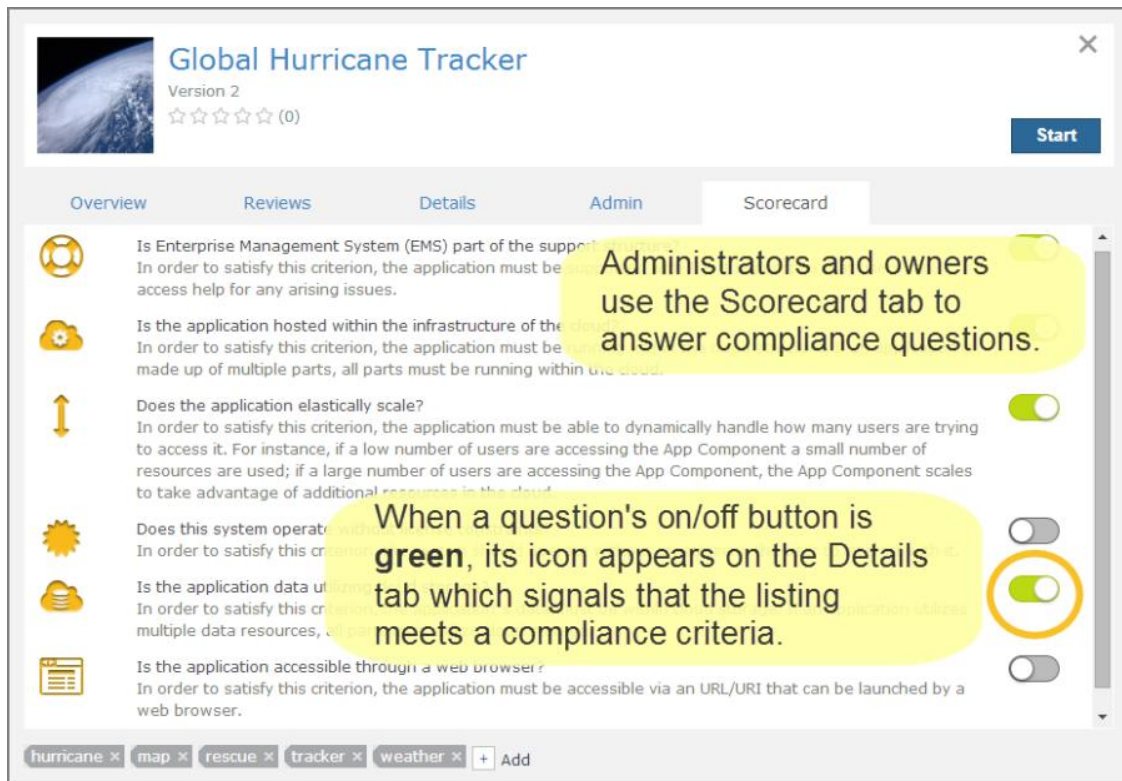 Global Hurricane Tracker
Version 2
(0)
Start
Overview Reviews Details Admin Scorecard
Is Enterprise Management System (EMS) part of the support structure?
In order to satisfy this criterion, the application must be
access help for any arising issues.
Administrators and owners
use the Scorecard tab to
answer compliance questions.
Is the application hosted within the infrastructure of the cloud?
In order to satisfy this criterion, the application must be
made up of multiple parts, all parts must be running within the cloud.
Does the application elastically scale?
In order to satisfy this criterion, the application must be able to dynamically handle how many users are trying
to access it. For instance, if a low number of users are accessing the App Component a small number of
resources are used; if a large number of users are accessing the App Component, the App Component scales
to take advantage of additional resources in the cloud.
When a question's on/off button is
green, its icon appears on the Details
tab which signals that the listing
meets a compliance criteria.
Does this system operate
In order to satisfy this
Is the application data
In order to satisfy this
multiple data resources,
Is the application accessible through a web browser?
In order to satisfy this criterion, the application must be accessible via an URL/URI that can be launched by a
web browser.
hurricane × map × rescue × tracker × weather × + Add